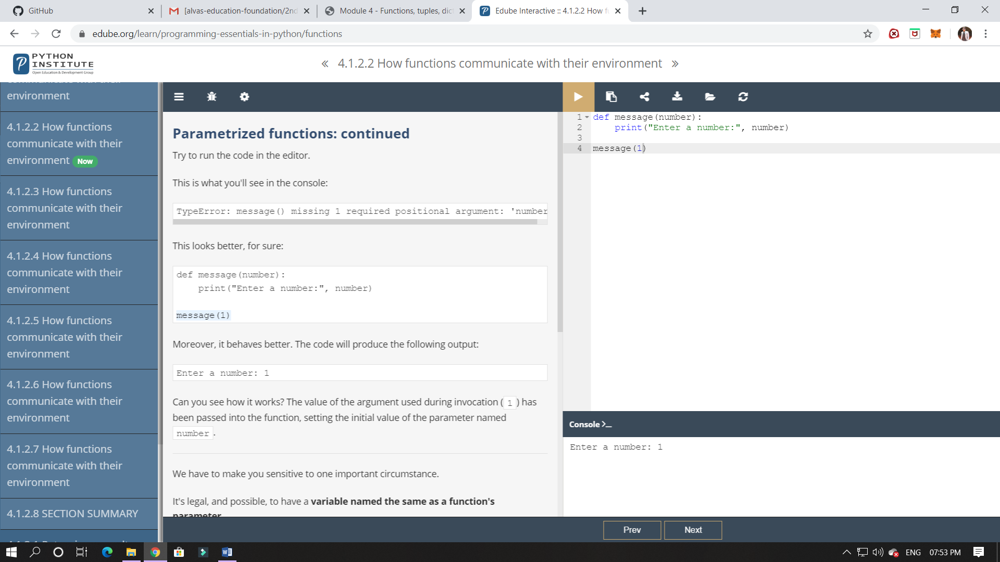 GitHub
[alvas-education-foundation/2nd
Module 4 - Functions, tuples, dict
Edube Interactive :: 4.1.2.2 How f
edube.org/learn/programming-essentials-in-python/functions
PYTHON
INSTITUTE
Open Education & Development Group
« 4.1.2.2 How functions communicate with their environment »
environment
4.1.2.2 How functions
communicate with their
environment Now
4.1.2.3 How functions
communicate with their
environment
4.1.2.4 How functions
communicate with their
environment
4.1.2.5 How functions
communicate with their
environment
4.1.2.6 How functions
communicate with their
environment
4.1.2.7 How functions
communicate with their
environment
4.1.2.8 SECTION SUMMARY
Parametrized functions: continued
Try to run the code in the editor.
This is what you'll see in the console:
TypeError: message() missing 1 required positional argument: 'number
This looks better, for sure:
def message(number):
    print("Enter a number:", number)
message(1)
Moreover, it behaves better. The code will produce the following output:
Enter a number: 1
Can you see how it works? The value of the argument used during invocation ( 1 ) has
been passed into the function, setting the initial value of the parameter named
number .
We have to make you sensitive to one important circumstance.
It's legal, and possible, to have a variable named the same as a function's
parameter
1 def message(number):
2     print("Enter a number:", number)
3
4 message(1)
Console >_
Enter a number: 1
Prev
Next
ENG
07:53 PM